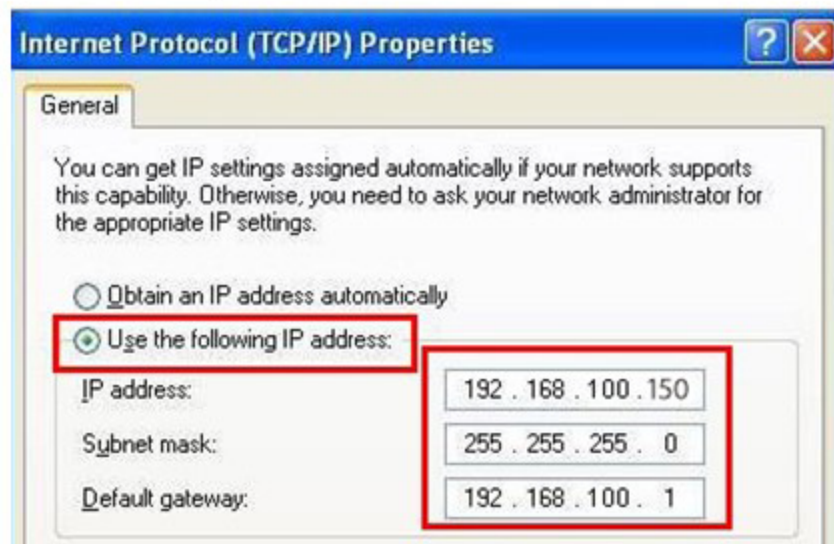 Internet Protocol (TCP/IP) Properties
General
You can get IP settings assigned automatically if your network supports
this capability. Otherwise, you need to ask your network administrator for
the appropriate IP settings.
Obtain an IP address automatically
Use the following IP address:
IP address: 192 . 168 . 100 . 150
Subnet mask: 255 . 255 . 255 . 0
Default gateway: 192 . 168 . 100 . 1